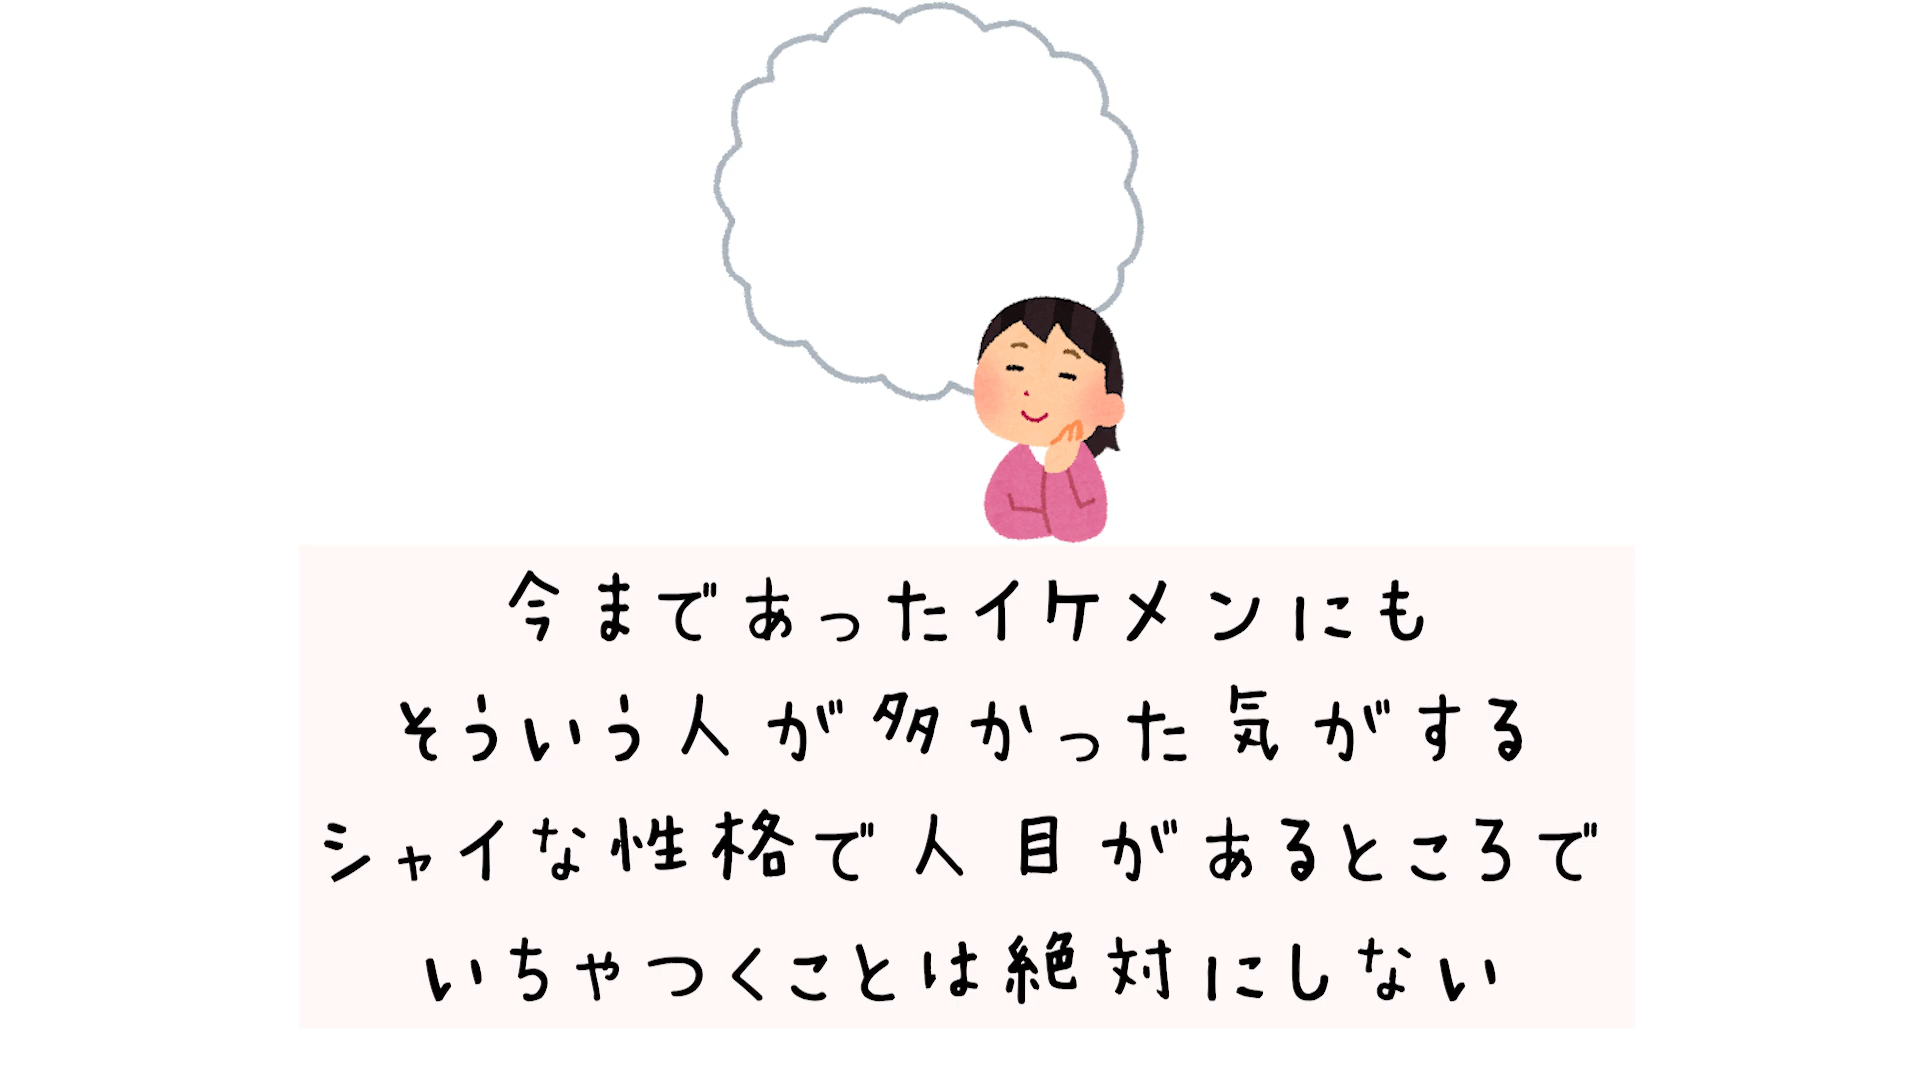 今まであったイケメンにも
そういう人が多かった気がする
シャイな性格で人目があるところで
いちゃつくことは絶対にしない